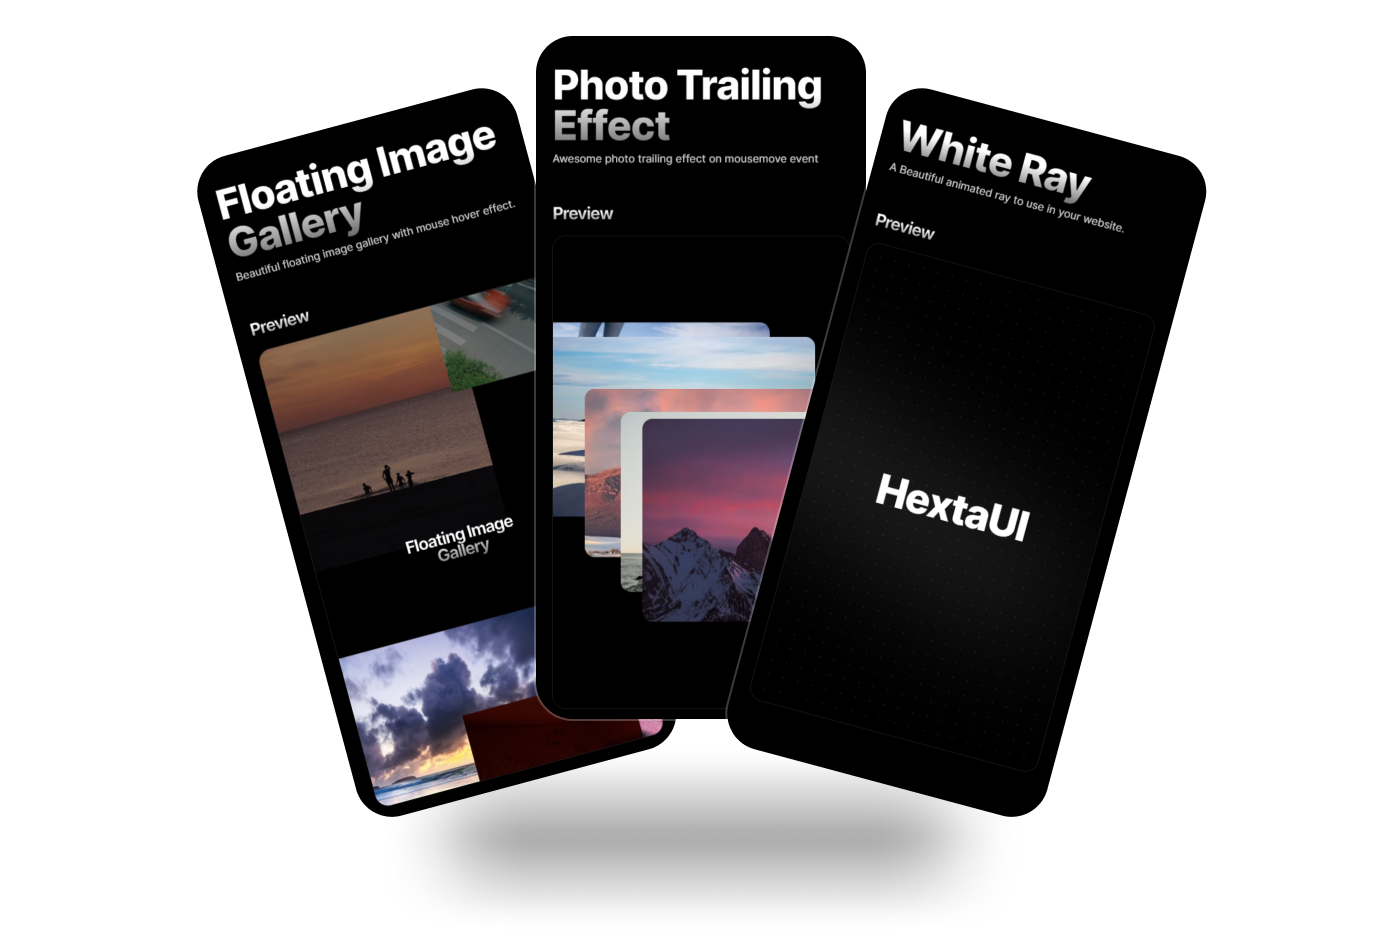 Floating Image
Gallery
Beautiful floating image gallery with mouse hover effect.
Preview
Floating Image
Gallery
Photo Trailing
Effect
Awesome photo trailing effect on mousemove event
Preview
White Ray
A Beautiful animated ray to use in your website.
Preview
HextaUI